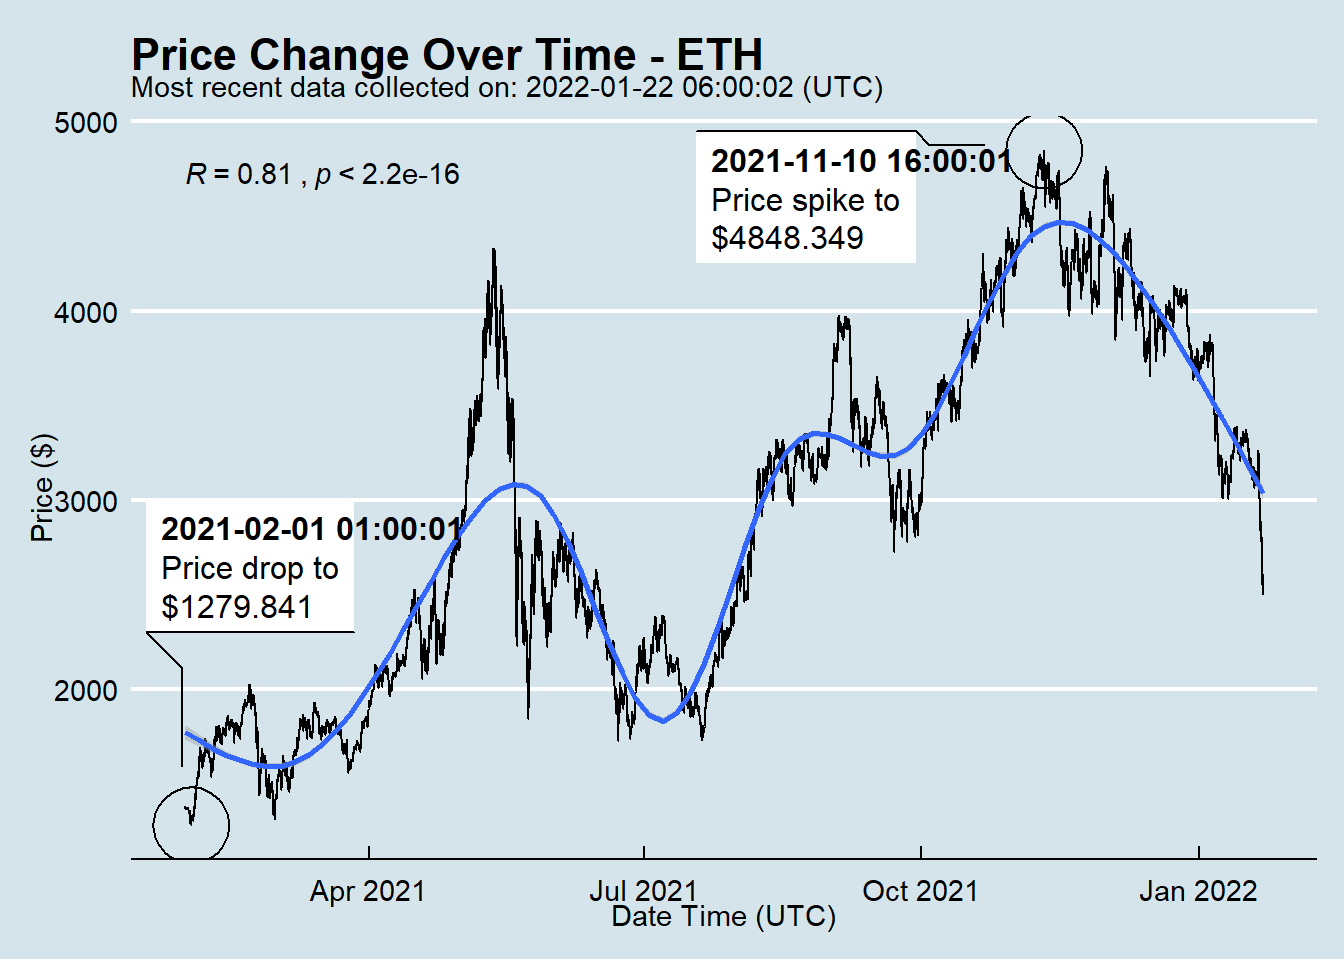 Price Change Over Time - ETH
Most recent data collected on: 2022-01-22 06:00:02 (UTC)
5000
R = 0.81 , p < 2.2e-16
2021-11-10 16:00:01
Price spike to
$4848.349
4000
Price ($)
3000
2021-02-01 01:00:01
Price drop to
$1279.841
2000
Apr 2021 Jul 2021 Oct 2021 Jan 2022
Date Time (UTC)